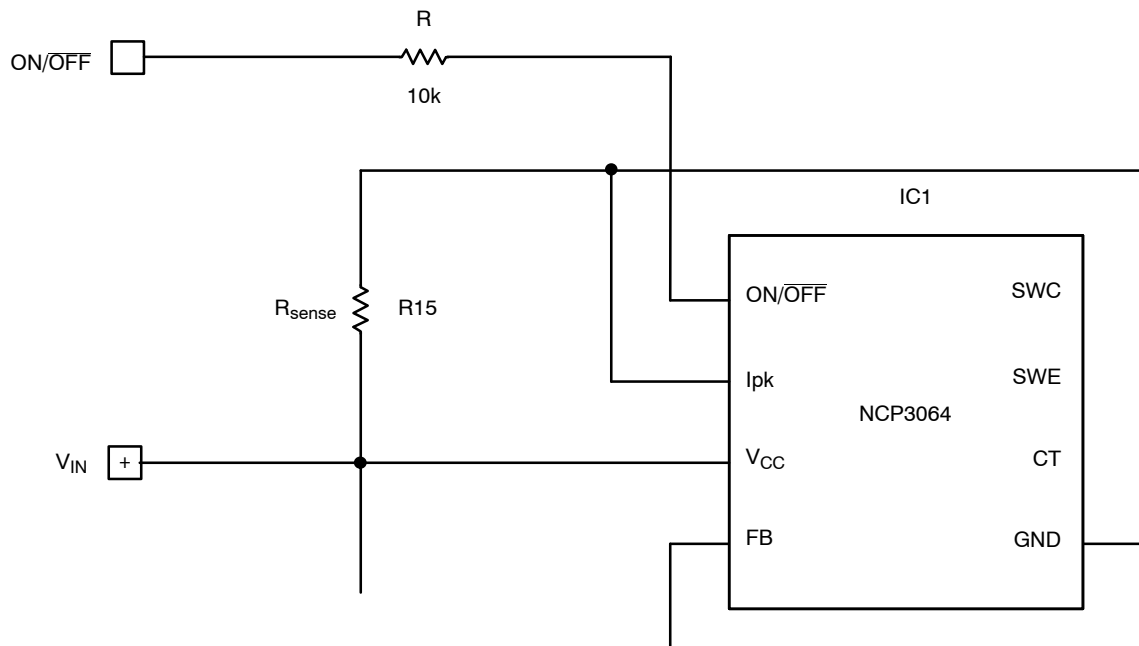 R
ON/OFF
10k
IC1
ON/OFF
SWC
Rsense
R15
Ipk
SWE
NCP3064
VIN
+
VCC
CT
FB
GND